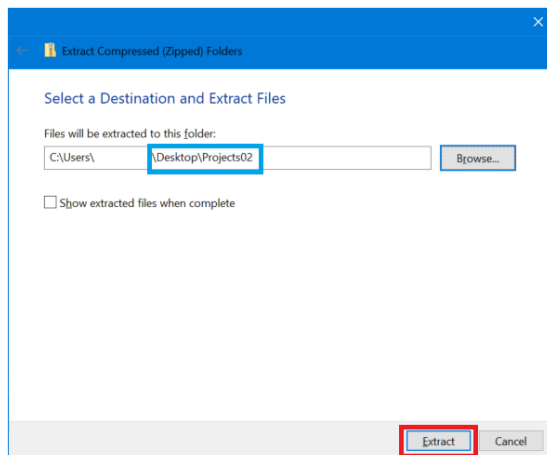 Extract Compressed (Zipped) Folders
Select a Destination and Extract Files
Files will be extracted to this folder:
C:\Users\ \Desktop\Projects02 Browse...
Show extracted files when complete
Extract Cancel